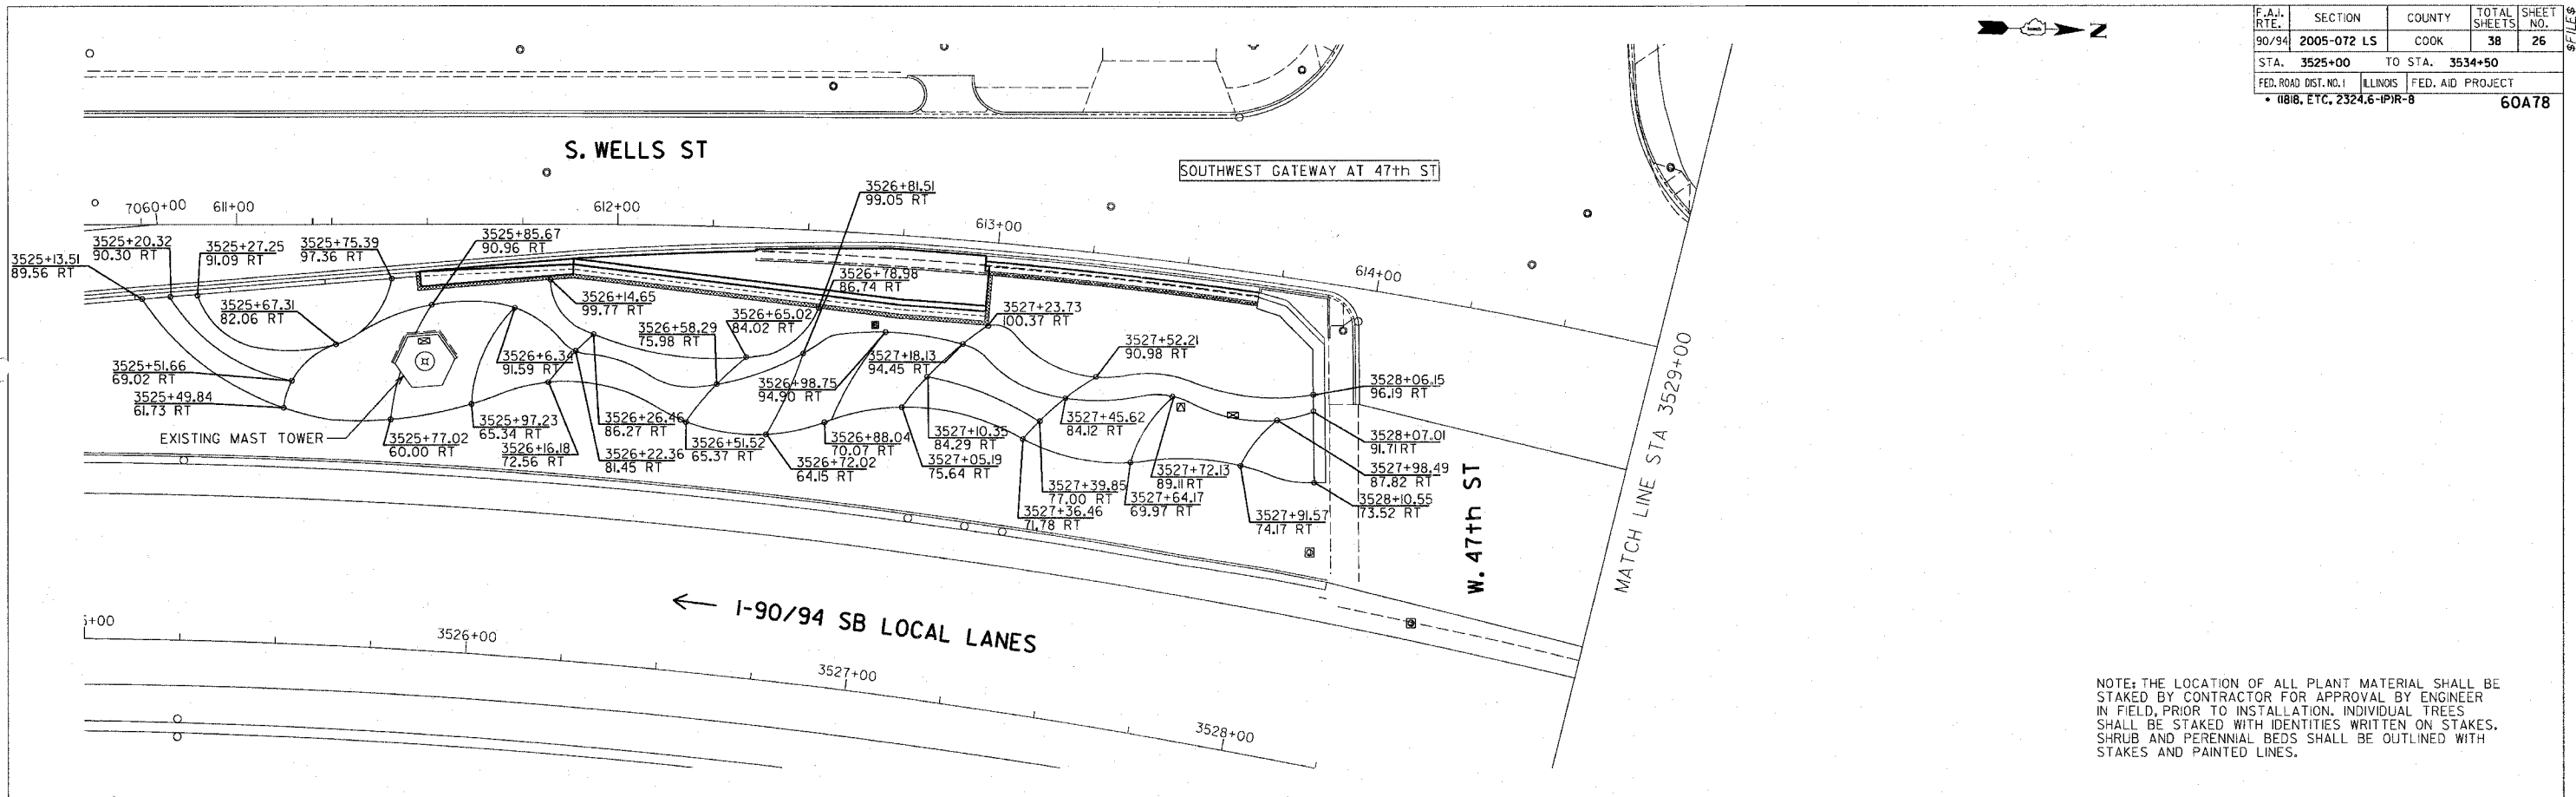 F.A.I. RTE. SECTION COUNTY TOTAL SHEETS SHEET NO.
90/94 2005-072 LS COOK 38 26
STA. 3525+00 TO STA. 3534+50
FED. ROAD DIST. NO. 1 ILLINOIS FED. AID PROJECT
• (1818, ETC, 2324.6-1P)R-8 60A78
$FILE$
N
S. WELLS ST
SOUTHWEST GATEWAY AT 47th ST
7060+00
611+00
612+00
613+00
614+00
3525+13.51
89.56 RT
3525+20.32
90.30 RT
3525+27.25
91.09 RT
3525+75.39
97.36 RT
3525+85.67
90.96 RT
3526+81.51
99.05 RT
3525+67.31
82.06 RT
3526+14.65
99.77 RT
3526+78.98
86.74 RT
3526+65.02
84.02 RT
3526+58.29
75.98 RT
3527+23.73
100.37 RT
3525+51.66
69.02 RT
3525+49.84
61.73 RT
3526+6.34
91.59 RT
3526+98.75
94.90 RT
3527+18.13
94.45 RT
3527+52.21
90.98 RT
3528+06.15
96.19 RT
EXISTING MAST TOWER
3525+77.02
60.00 RT
3525+97.23
65.34 RT
3526+16.18
72.56 RT
3526+26.46
86.27 RT
3526+22.36
81.45 RT
3526+51.52
65.37 RT
3526+72.02
64.15 RT
3526+88.04
70.07 RT
3527+10.35
84.29 RT
3527+05.19
75.64 RT
3527+45.62
84.12 RT
3527+39.85
77.00 RT
3527+36.46
71.78 RT
3527+72.13
89.11 RT
3527+64.17
69.97 RT
3527+91.57
74.17 RT
3528+07.01
91.71 RT
3527+98.49
87.82 RT
3528+10.55
73.52 RT
W. 47th ST
MATCH LINE STA 3529+00
I-90/94 SB LOCAL LANES
5+00
3526+00
3527+00
3528+00
NOTE: THE LOCATION OF ALL PLANT MATERIAL SHALL BE
STAKED BY CONTRACTOR FOR APPROVAL BY ENGINEER
IN FIELD, PRIOR TO INSTALLATION. INDIVIDUAL TREES
SHALL BE STAKED WITH IDENTITIES WRITTEN ON STAKES.
SHRUB AND PERENNIAL BEDS SHALL BE OUTLINED WITH
STAKES AND PAINTED LINES.